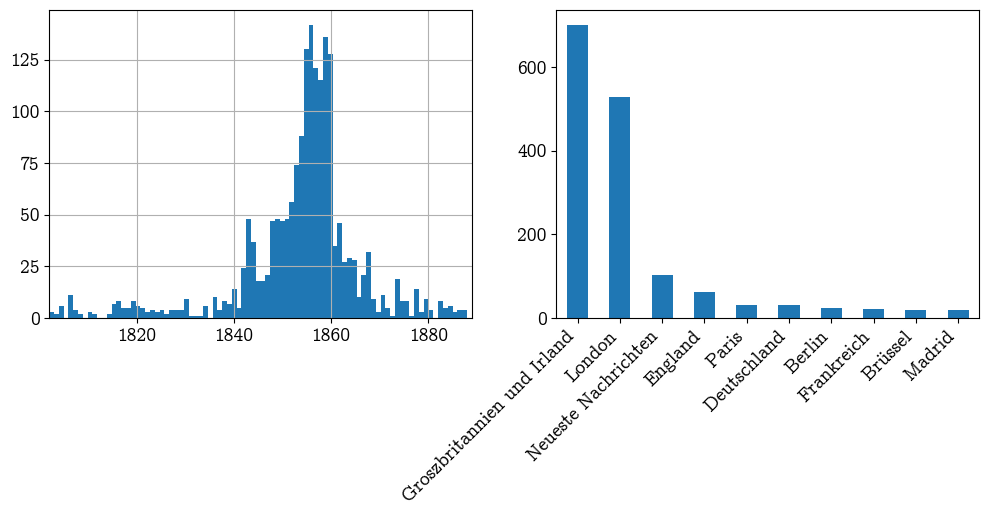 125
100
75
50
25
0
1820 1840 1860 1880
600
400
200
0
Groszbritannien und Irland
London
Neueste Nachrichten
England
Paris
Deutschland
Berlin
Frankreich
Brüssel
Madrid